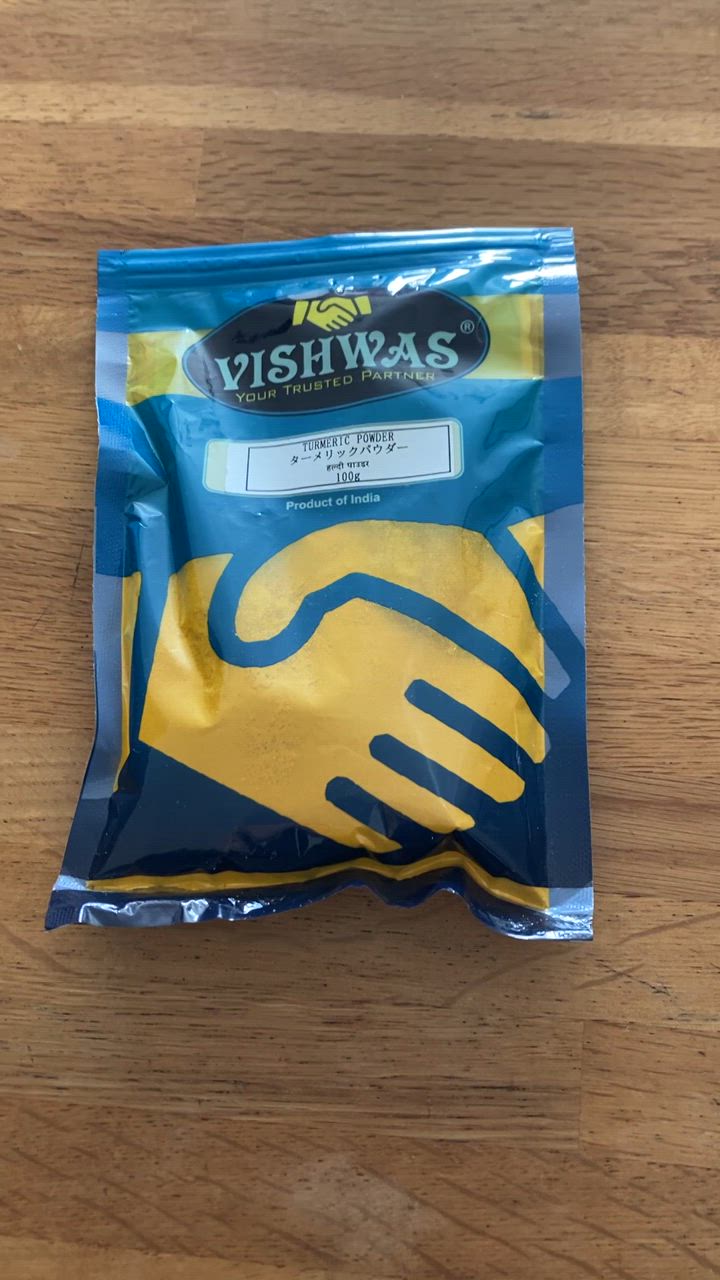 VISHWAS®
YOUR TRUSTED PARTNER
TURMERIC POWDER
ターメリックパウダー
हल्दी पाउडर
100g
Product of India